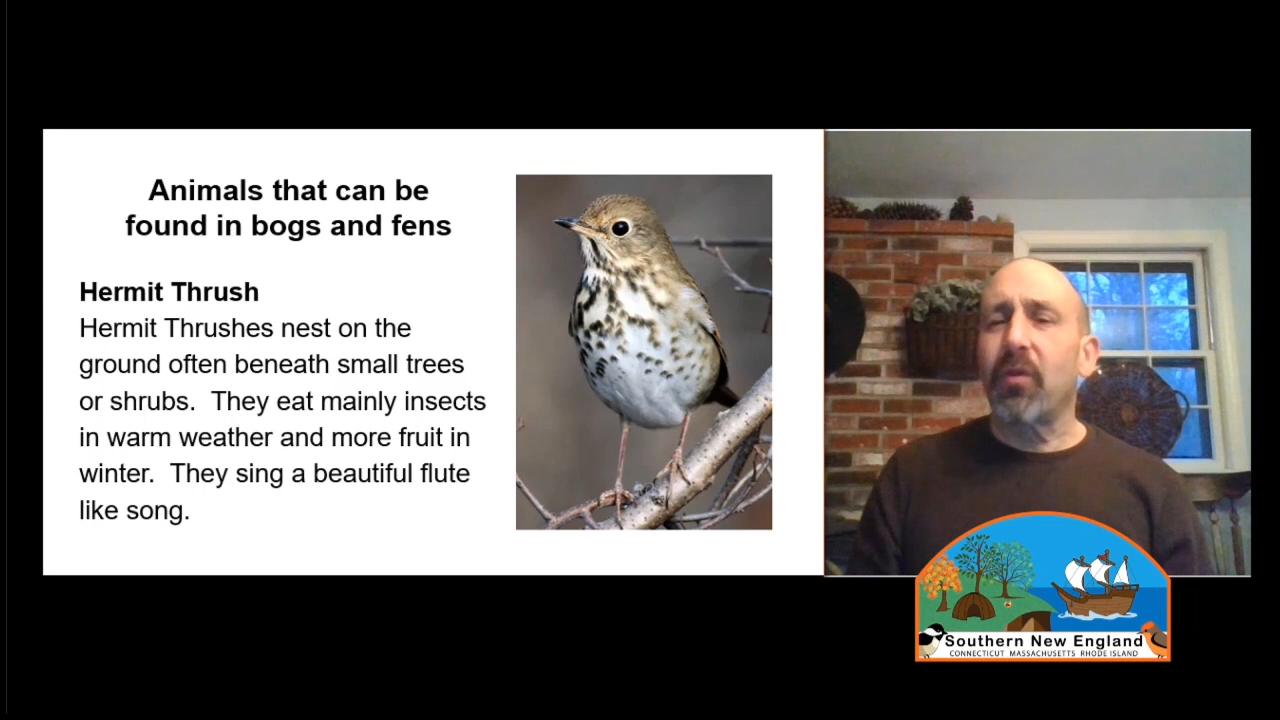 Animals that can be
found in bogs and fens
Hermit Thrush
Hermit Thrushes nest on the
ground often beneath small trees
or shrubs.  They eat mainly insects
in warm weather and more fruit in
winter.  They sing a beautiful flute
like song.
Southern New England
CONNECTICUT MASSACHUSETTS RHODE ISLAND